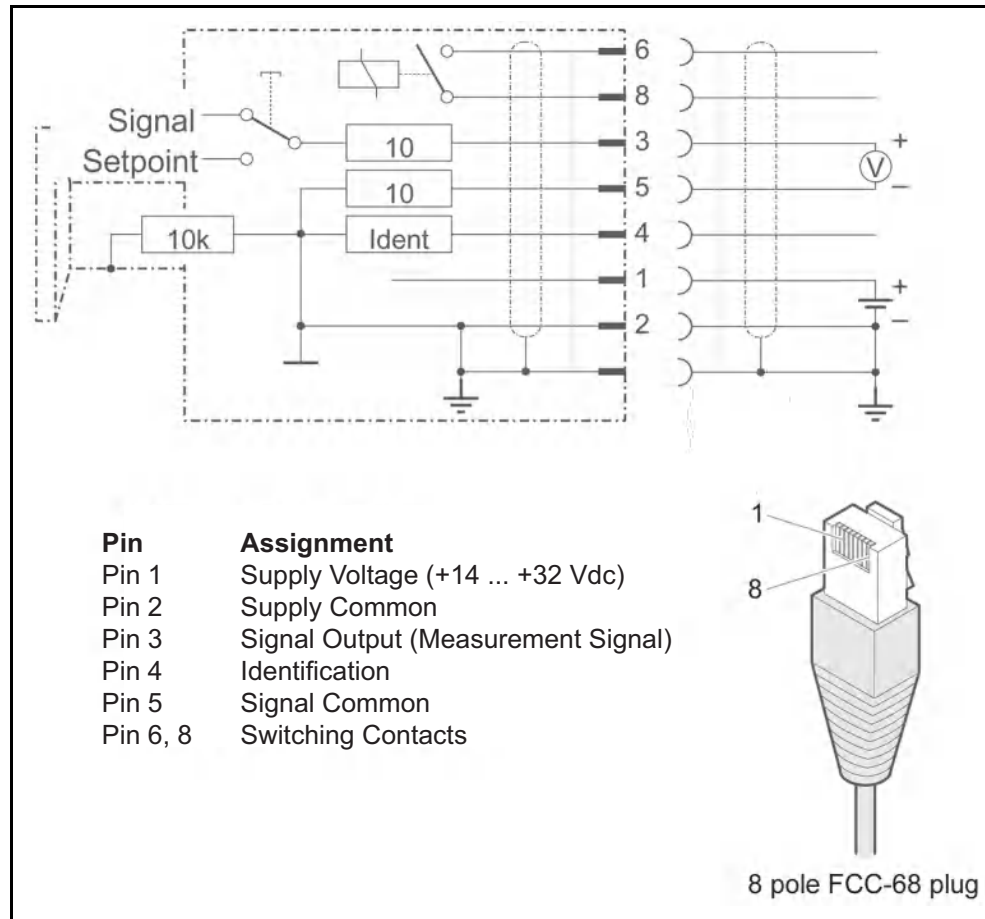 6
8
Signal
3
+
10
V
Setpoint
5
−
10
4
10k
Ident
1
+
2
−
Pin Assignment
Pin 1 Supply Voltage (+14 ... +32 Vdc)
Pin 2 Supply Common
Pin 3 Signal Output (Measurement Signal)
Pin 4 Identification
Pin 5 Signal Common
Pin 6, 8 Switching Contacts
1
8
8 pole FCC-68 plug